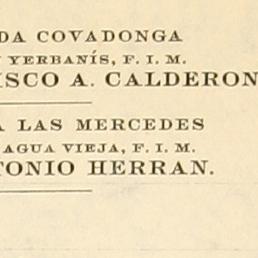 DA COVADONGA
YERBANÍS, F. I. M.
ISCO A. CALDERON
A LAS MERCEDES
AGUA VIEJA, F. I. M.
TONIO HERRAN.